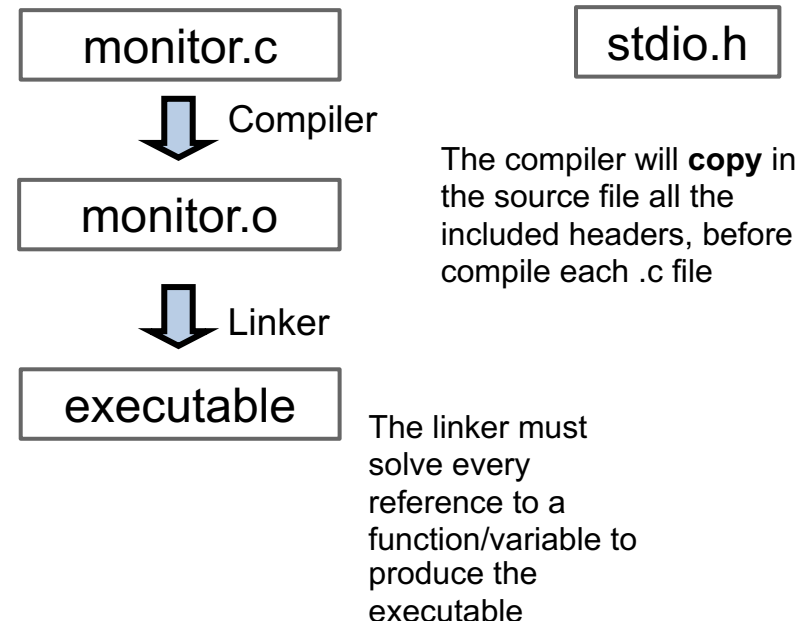 monitor.c
stdio.h
Compiler
The compiler will copy in
the source file all the
included headers, before
compile each .c file
monitor.o
Linker
executable
The linker must
solve every
reference to a
function/variable to
produce the
executable